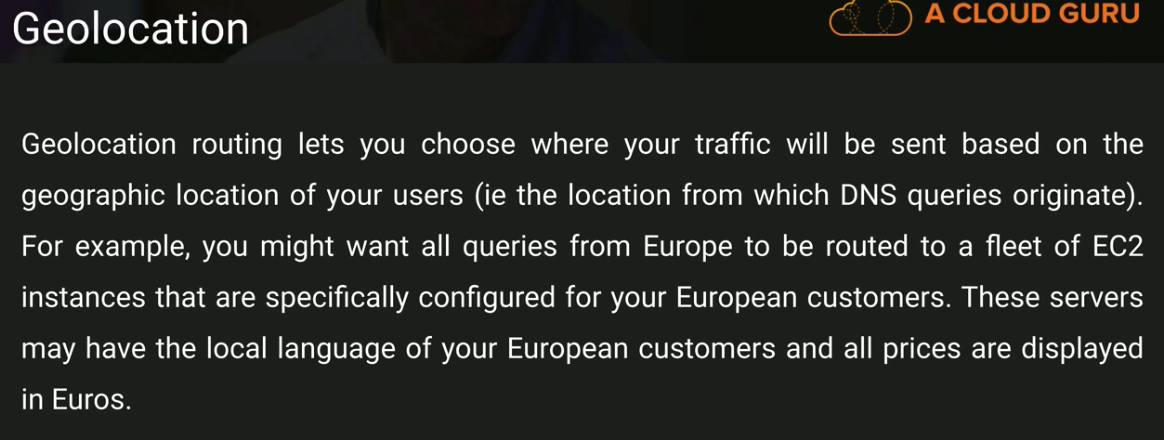 Geolocation
A CLOUD GURU
Geolocation routing lets you choose where your traffic will be sent based on the
geographic location of your users (ie the location from which DNS queries originate).
For example, you might want all queries from Europe to be routed to a fleet of EC2
instances that are specifically configured for your European customers. These servers
may have the local language of your European customers and all prices are displayed
in Euros.